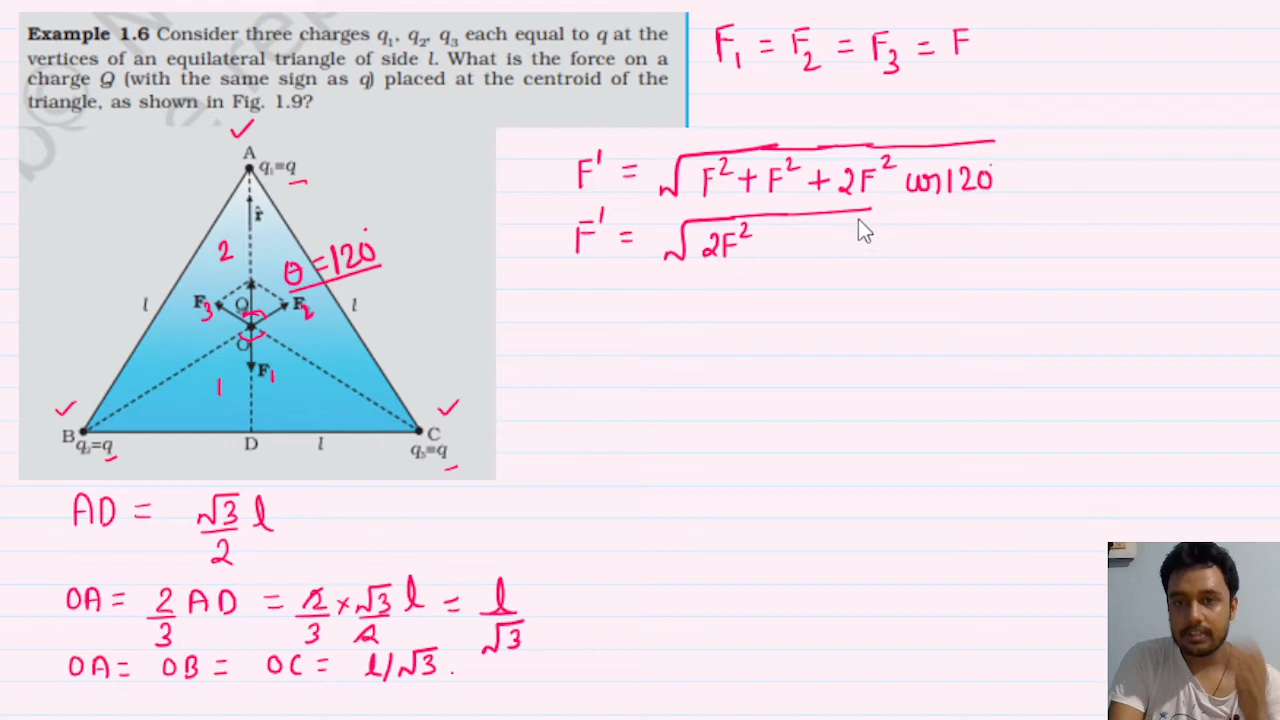 Example 1.6 Consider three charges q₁, q₂, q₃ each equal to q at the
vertices of an equilateral triangle of side l. What is the force on a
charge Q (with the same sign as q) placed at the centroid of the
triangle, as shown in Fig. 1.9?
F₁ = F₂ = F₃ = F
F' = √(F² + F² + 2F² cos120°)
F' = √(2F²
A
q₁=q
r̂
2
θ = 120°
l
F₃
Q
F₂
l
O
1
F₁
B
q₂=q
D
l
C
q₃=q
AD = √3/2 l
OA = 2/3 AD = 2/3 × √3/2 l = l/√3
OA = OB = OC = l/√3.